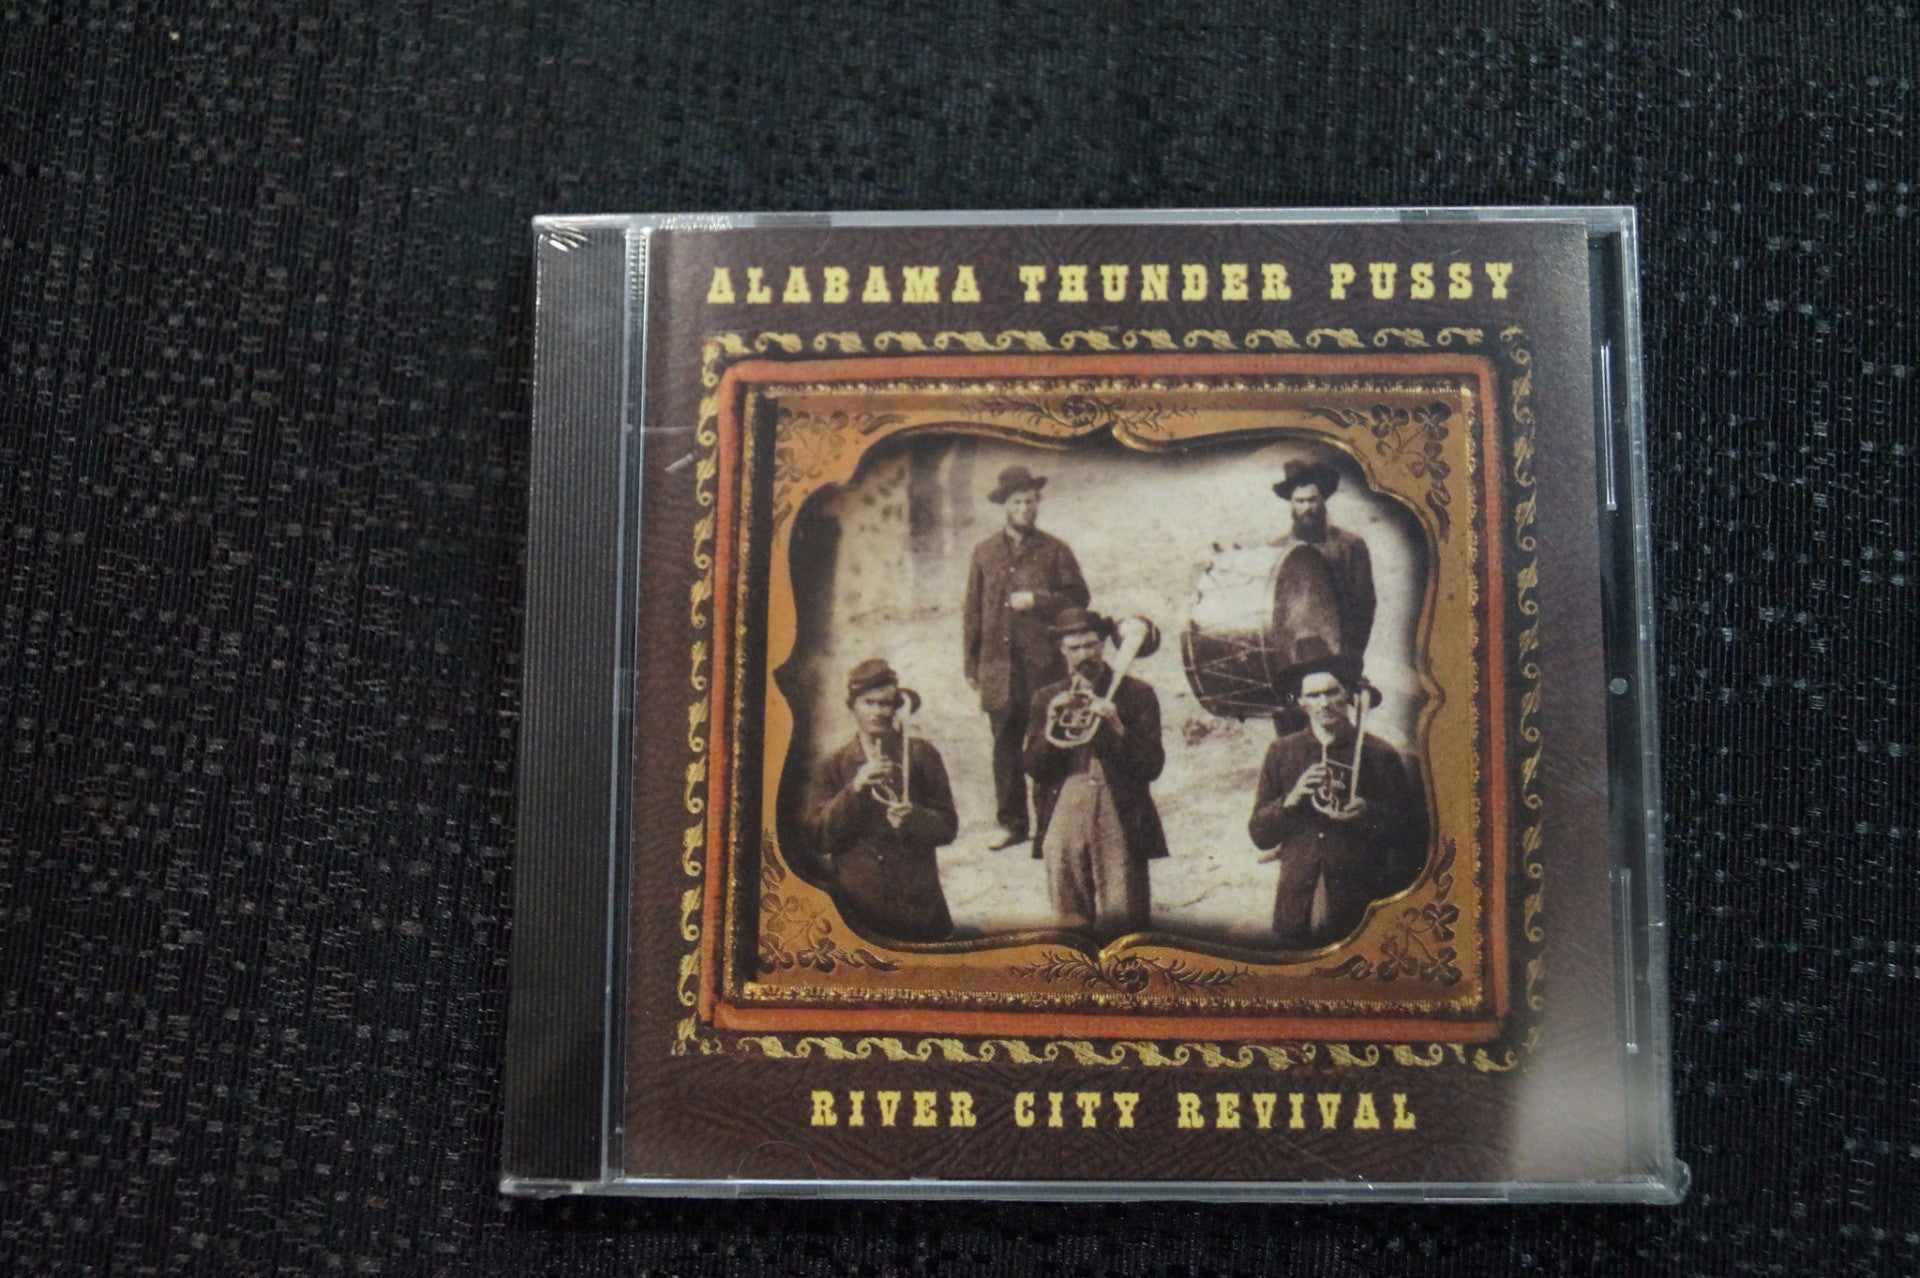 ALABAMA THUNDER PUSSY
RIVER CITY REVIVAL